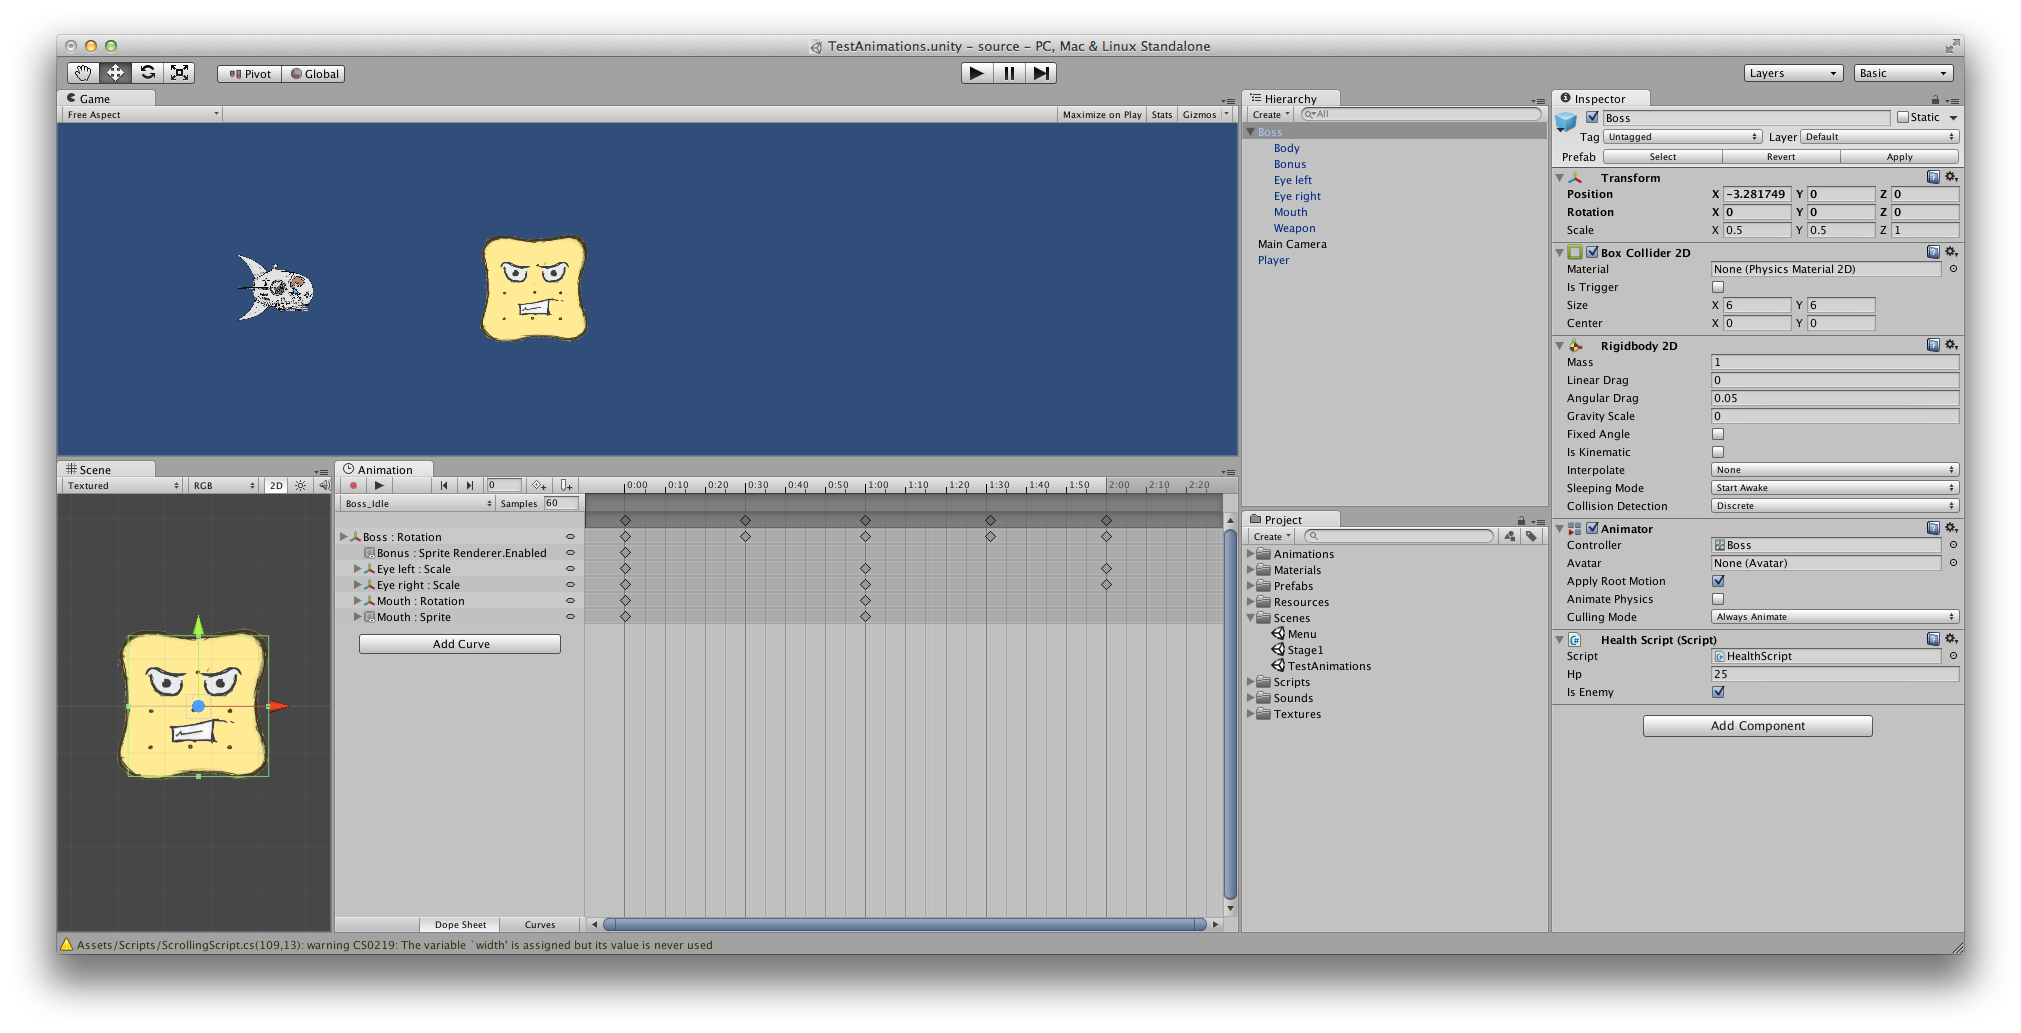 TestAnimations.unity – source – PC, Mac & Linux Standalone
Pivot Global Layers Basic
Game
Free Aspect Maximize on Play Stats Gizmos
Scene
Textured RGB 2D
Animation
0 0:00 0:10 0:20 0:30 0:40 0:50 1:00 1:10 1:20 1:30 1:40 1:50 2:00 2:10 2:20
Boss_Idle Samples 60
Boss : Rotation
Bonus : Sprite Renderer.Enabled
Eye left : Scale
Eye right : Scale
Mouth : Rotation
Mouth : Sprite
Add Curve
Dope Sheet Curves
Hierarchy
Create All
Boss
Body
Bonus
Eye left
Eye right
Mouth
Weapon
Main Camera
Player
Project
Create
Animations
Materials
Prefabs
Resources
Scenes
Menu
Stage1
TestAnimations
Scripts
Sounds
Textures
Inspector
Boss Static
Tag Untagged Layer Default
Prefab Select Revert Apply
Transform
Position X -3.281749 Y 0 Z 0
Rotation X 0 Y 0 Z 0
Scale X 0.5 Y 0.5 Z 1
Box Collider 2D
Material None (Physics Material 2D)
Is Trigger
Size X 6 Y 6
Center X 0 Y 0
Rigidbody 2D
Mass 1
Linear Drag 0
Angular Drag 0.05
Gravity Scale 0
Fixed Angle
Is Kinematic
Interpolate None
Sleeping Mode Start Awake
Collision Detection Discrete
Animator
Controller Boss
Avatar None (Avatar)
Apply Root Motion
Animate Physics
Culling Mode Always Animate
Health Script (Script)
Script HealthScript
Hp 25
Is Enemy
Add Component
Assets/Scripts/ScrollingScript.cs(109,13): warning CS0219: The variable `width' is assigned but its value is never used